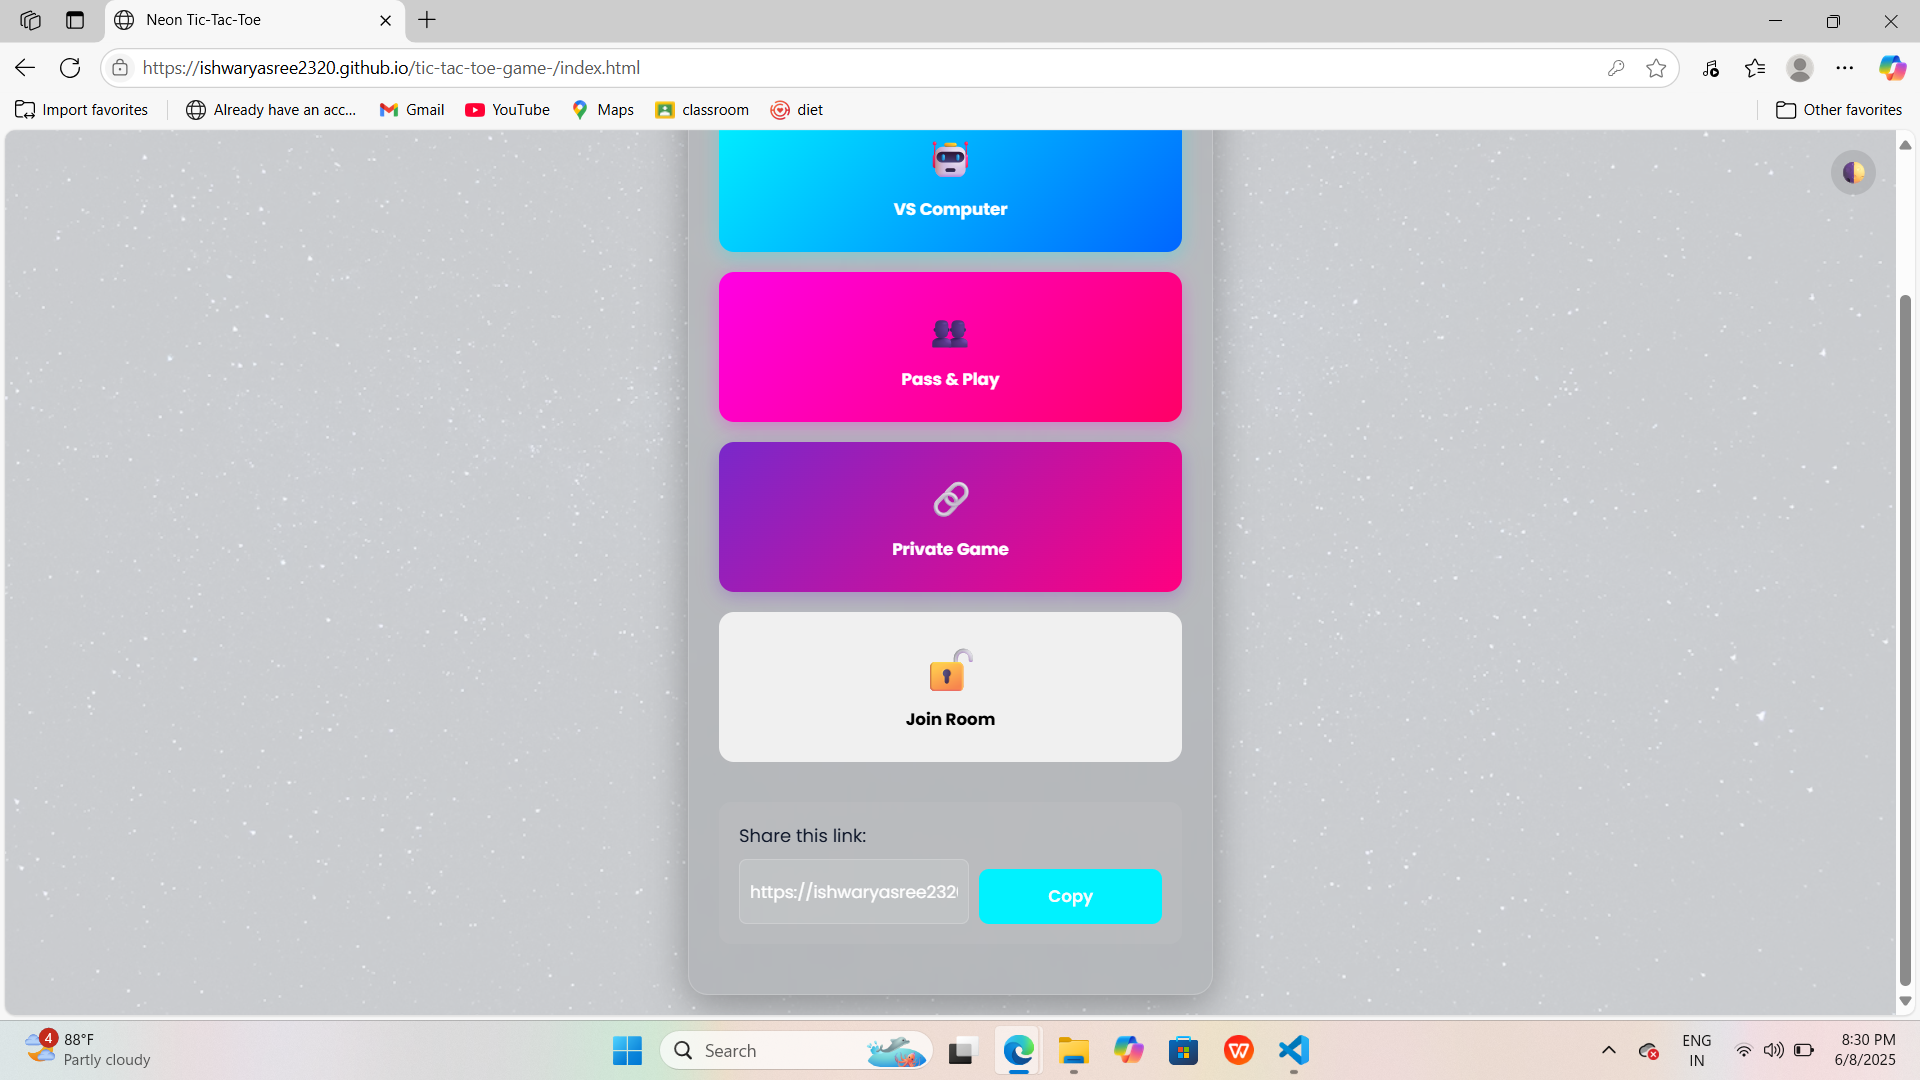 Neon Tic-Tac-Toe
https://ishwaryasree2320.github.io/tic-tac-toe-game-/index.html
Import favorites
Already have an acc...
Gmail
YouTube
Maps
classroom
diet
Other favorites
VS Computer
Pass & Play
Private Game
Join Room
Share this link:
https://ishwaryasree232
Copy
4
88°F
Partly cloudy
Search
ENG
IN
8:30 PM
6/8/2025